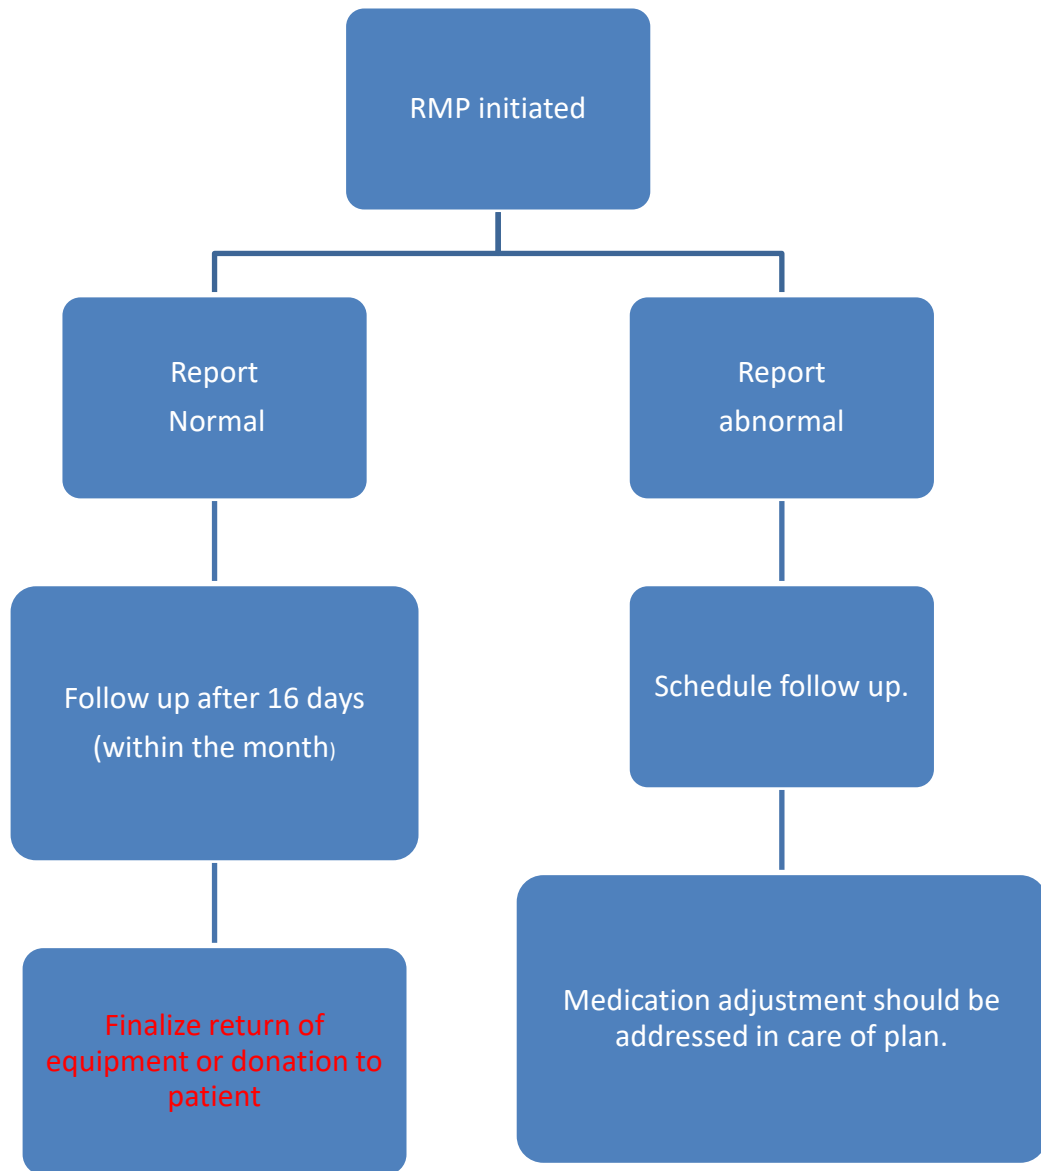 RMP initiated
Report
Normal
Report
abnormal
Follow up after 16 days
(within the month)
Schedule follow up.
Finalize return of
equipment or donation to
patient
Medication adjustment should be
addressed in care of plan.